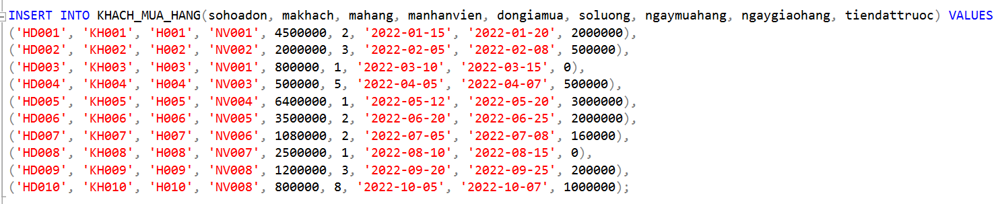 INSERT INTO KHACH_MUA_HANG(sohoadon, makhach, mahang, manhanvien, dongiamua, soluong, ngaymuahang, ngaygiaohang, tiendattruoc) VALUES
('HD001', 'KH001', 'H001', 'NV001', 4500000, 2, '2022-01-15', '2022-01-20', 2000000),
('HD002', 'KH002', 'H002', 'NV002', 2000000, 3, '2022-02-05', '2022-02-08', 500000),
('HD003', 'KH003', 'H003', 'NV001', 800000, 1, '2022-03-10', '2022-03-15', 0),
('HD004', 'KH004', 'H004', 'NV003', 500000, 5, '2022-04-05', '2022-04-07', 500000),
('HD005', 'KH005', 'H005', 'NV004', 6400000, 1, '2022-05-12', '2022-05-20', 3000000),
('HD006', 'KH006', 'H006', 'NV005', 3500000, 2, '2022-06-20', '2022-06-25', 2000000),
('HD007', 'KH007', 'H007', 'NV006', 1080000, 2, '2022-07-05', '2022-07-08', 160000),
('HD008', 'KH008', 'H008', 'NV007', 2500000, 1, '2022-08-10', '2022-08-15', 0),
('HD009', 'KH009', 'H009', 'NV008', 1200000, 3, '2022-09-20', '2022-09-25', 200000),
('HD010', 'KH010', 'H010', 'NV008', 800000, 8, '2022-10-05', '2022-10-07', 1000000);